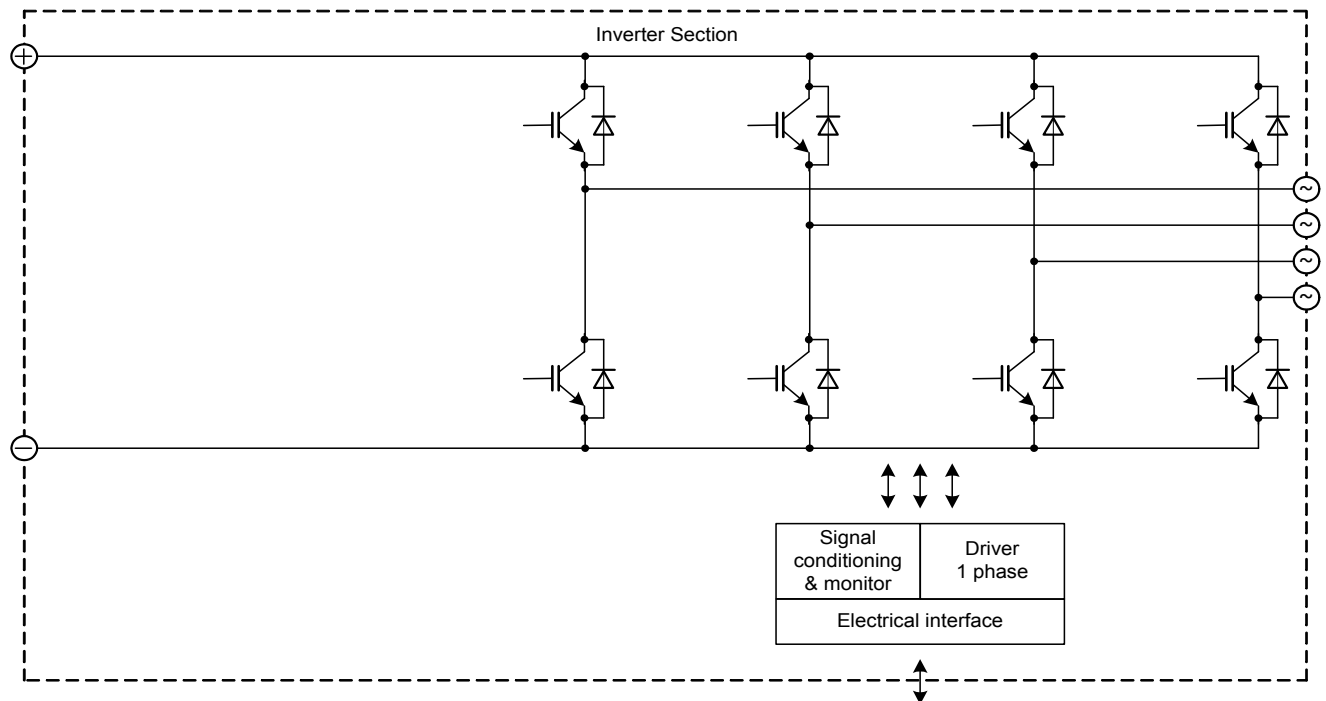 Inverter Section
+
~
~
~
~
−
Signal
conditioning
& monitor
Driver
1 phase
Electrical interface